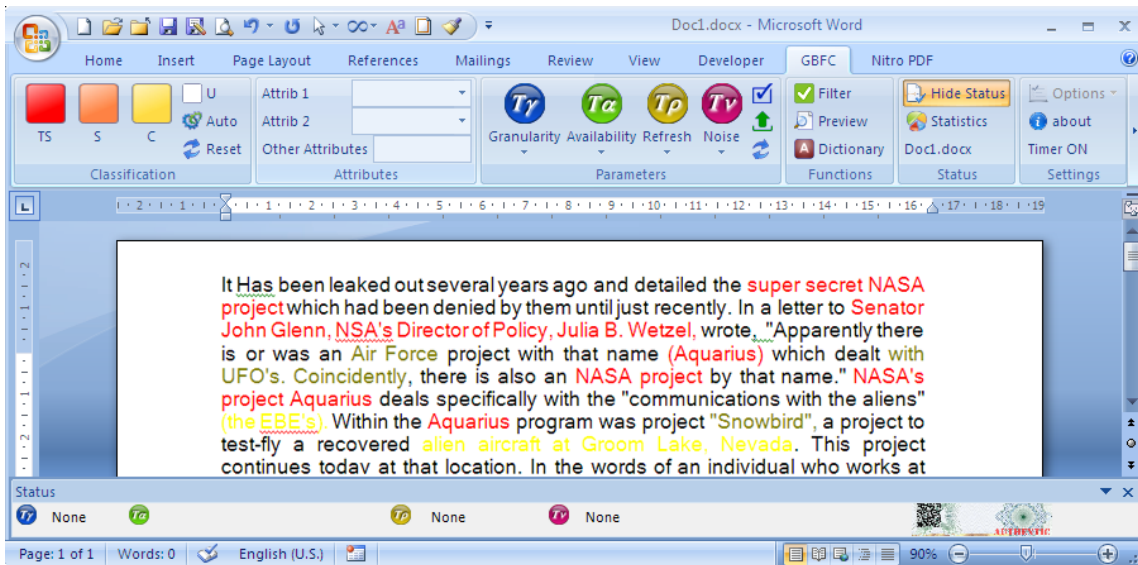 Doc1.docx - Microsoft Word
Home Insert Page Layout References Mailings Review View Developer GBFC Nitro PDF
U Attrib 1 Filter Hide Status Options
Auto Attrib 2 Preview Statistics about
TS S C Reset Other Attributes Granularity Availability Refresh Noise Dictionary Doc1.docx Timer ON
Classification Attributes Parameters Functions Status Settings
It Has been leaked out several years ago and detailed the super secret NASA
project which had been denied by them until just recently. In a letter to Senator
John Glenn, NSA's Director of Policy, Julia B. Wetzel, wrote, "Apparently there
is or was an Air Force project with that name (Aquarius) which dealt with
UFO's. Coincidently, there is also an NASA project by that name." NASA's
project Aquarius deals specifically with the "communications with the aliens"
(the EBE's). Within the Aquarius program was project "Snowbird", a project to
test-fly a recovered alien aircraft at Groom Lake, Nevada. This project
continues today at that location. In the words of an individual who works at
Status
Tγ None Tα Tρ None Tν None
AUTHENTIC
Page: 1 of 1 Words: 0 English (U.S.) 90%